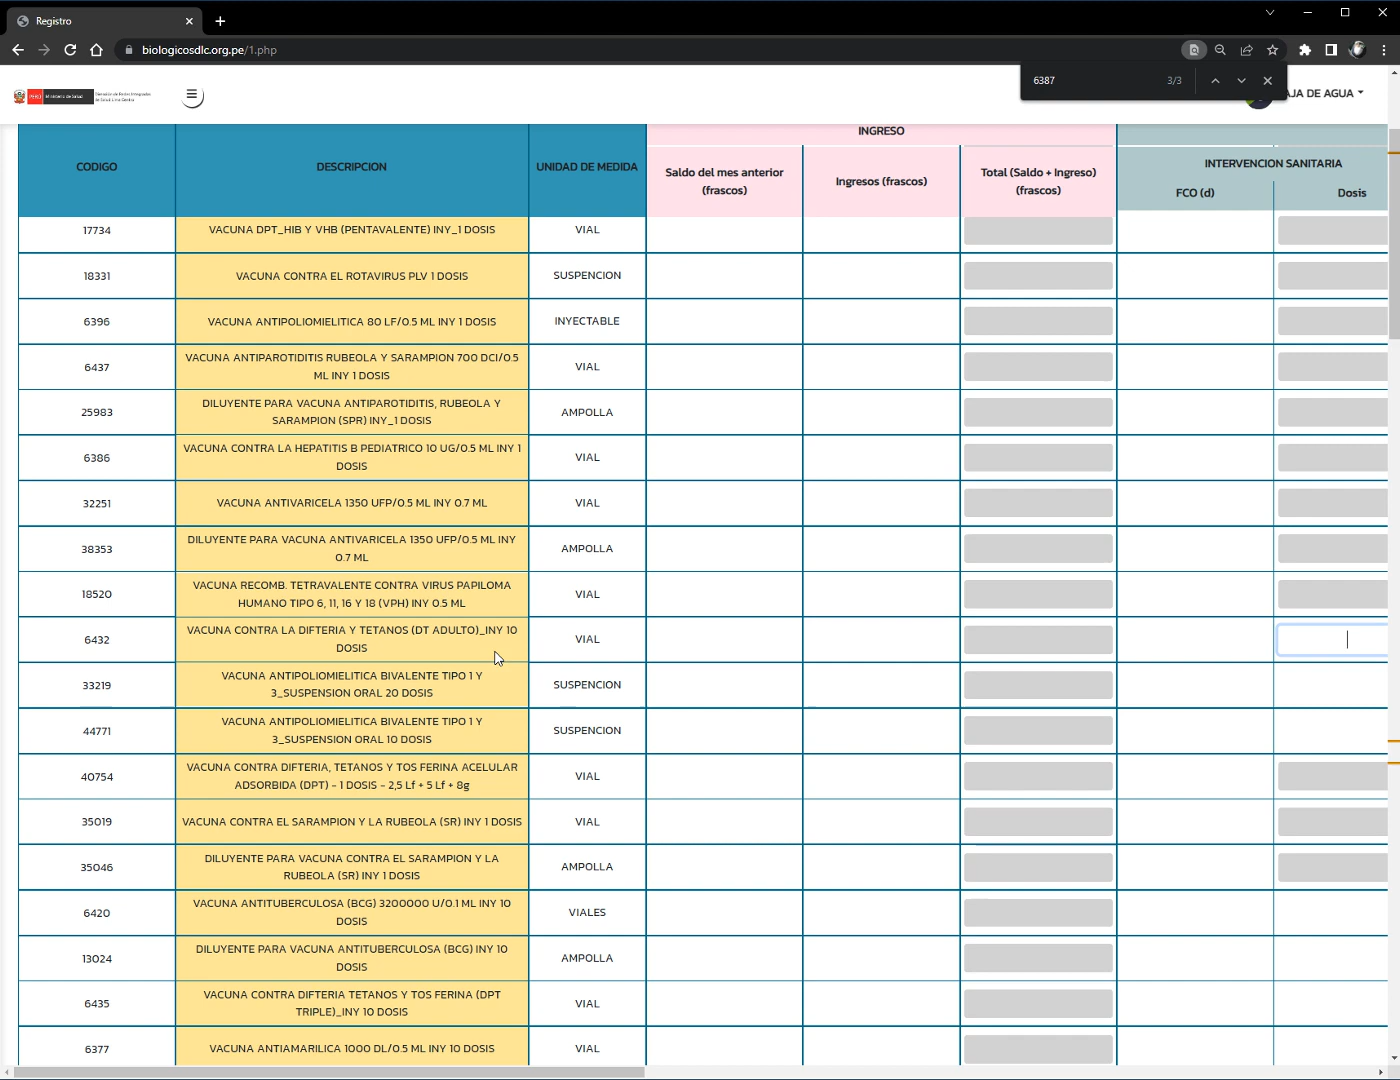 Registro
biologicosdlc.org.pe/1.php
6387
3/3
PERÚ
Ministerio de Salud
AJA DE AGUA
INGRESO
CODIGO
DESCRIPCION
UNIDAD DE MEDIDA
Saldo del mes anterior
(frascos)
Ingresos (frascos)
Total (Saldo + Ingreso)
(frascos)
INTERVENCION SANITARIA
FCO (d)
Dosis
17734
VACUNA DPT_HIB Y VHB (PENTAVALENTE) INY_1 DOSIS
VIAL
18331
VACUNA CONTRA EL ROTAVIRUS PLV 1 DOSIS
SUSPENCION
6396
VACUNA ANTIPOLIOMIELITICA 80 LF/0.5 ML INY 1 DOSIS
INYECTABLE
6437
VACUNA ANTIPAROTIDITIS RUBEOLA Y SARAMPION 700 DCI/0.5
ML INY 1 DOSIS
VIAL
25983
DILUYENTE PARA VACUNA ANTIPAROTIDITIS, RUBEOLA Y
SARAMPION (SPR) INY_1 DOSIS
AMPOLLA
6386
VACUNA CONTRA LA HEPATITIS B PEDIATRICO 10 UG/0.5 ML INY 1
DOSIS
VIAL
32251
VACUNA ANTIVARICELA 1350 UFP/0.5 ML INY 0.7 ML
VIAL
38353
DILUYENTE PARA VACUNA ANTIVARICELA 1350 UFP/0.5 ML INY
0.7 ML
AMPOLLA
18520
VACUNA RECOMB. TETRAVALENTE CONTRA VIRUS PAPILOMA
HUMANO TIPO 6, 11, 16 Y 18 (VPH) INY 0.5 ML
VIAL
6432
VACUNA CONTRA LA DIFTERIA Y TETANOS (DT ADULTO)_INY 10
DOSIS
VIAL
33219
VACUNA ANTIPOLIOMIELITICA BIVALENTE TIPO 1 Y
3_SUSPENSION ORAL 20 DOSIS
SUSPENCION
44771
VACUNA ANTIPOLIOMIELITICA BIVALENTE TIPO 1 Y
3_SUSPENSION ORAL 10 DOSIS
SUSPENCION
40754
VACUNA CONTRA DIFTERIA, TETANOS Y TOS FERINA ACELULAR
ADSORBIDA (DPT) - 1 DOSIS - 2,5 Lf + 5 Lf + 8g
VIAL
35019
VACUNA CONTRA EL SARAMPION Y LA RUBEOLA (SR) INY 1 DOSIS
VIAL
35046
DILUYENTE PARA VACUNA CONTRA EL SARAMPION Y LA
RUBEOLA (SR) INY 1 DOSIS
AMPOLLA
6420
VACUNA ANTITUBERCULOSA (BCG) 3200000 U/0.1 ML INY 10
DOSIS
VIALES
13024
DILUYENTE PARA VACUNA ANTITUBERCULOSA (BCG) INY 10
DOSIS
AMPOLLA
6435
VACUNA CONTRA DIFTERIA TETANOS Y TOS FERINA (DPT
TRIPLE)_INY 10 DOSIS
VIAL
6377
VACUNA ANTIAMARILICA 1000 DL/0.5 ML INY 10 DOSIS
VIAL